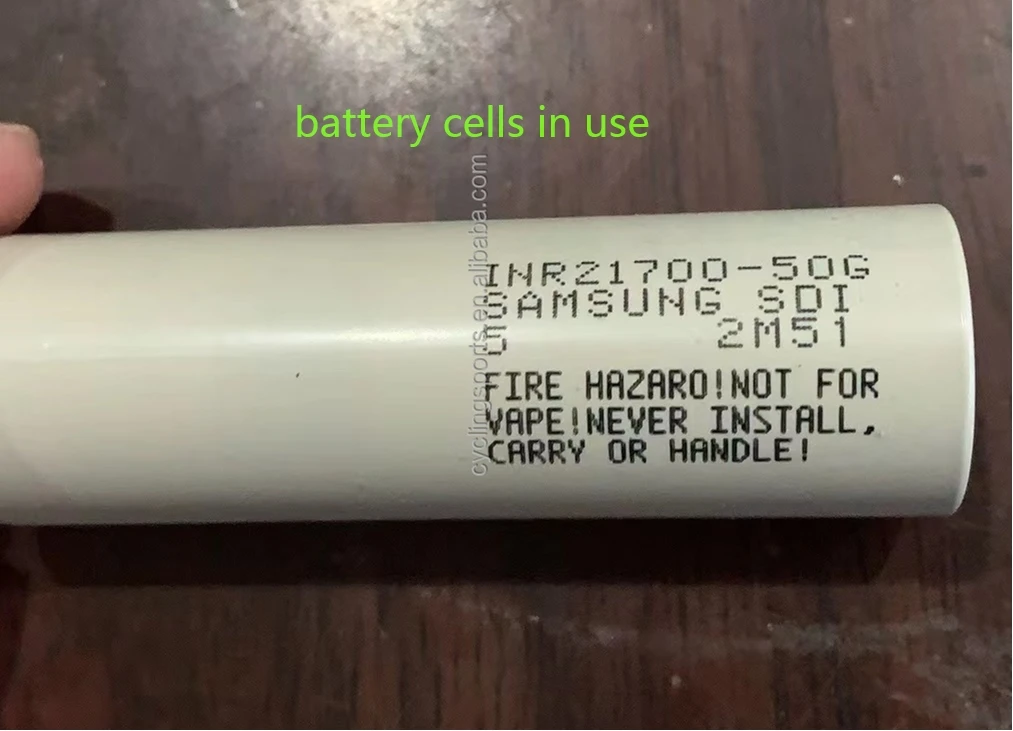 battery cells in use
INR21700-50G
SAMSUNG SDI
2M51
FIRE HAZARO!NOT FOR
VAPE!NEVER INSTALL,
CARRY OR HANDLE!
cyclingsports.en.alibaba.com